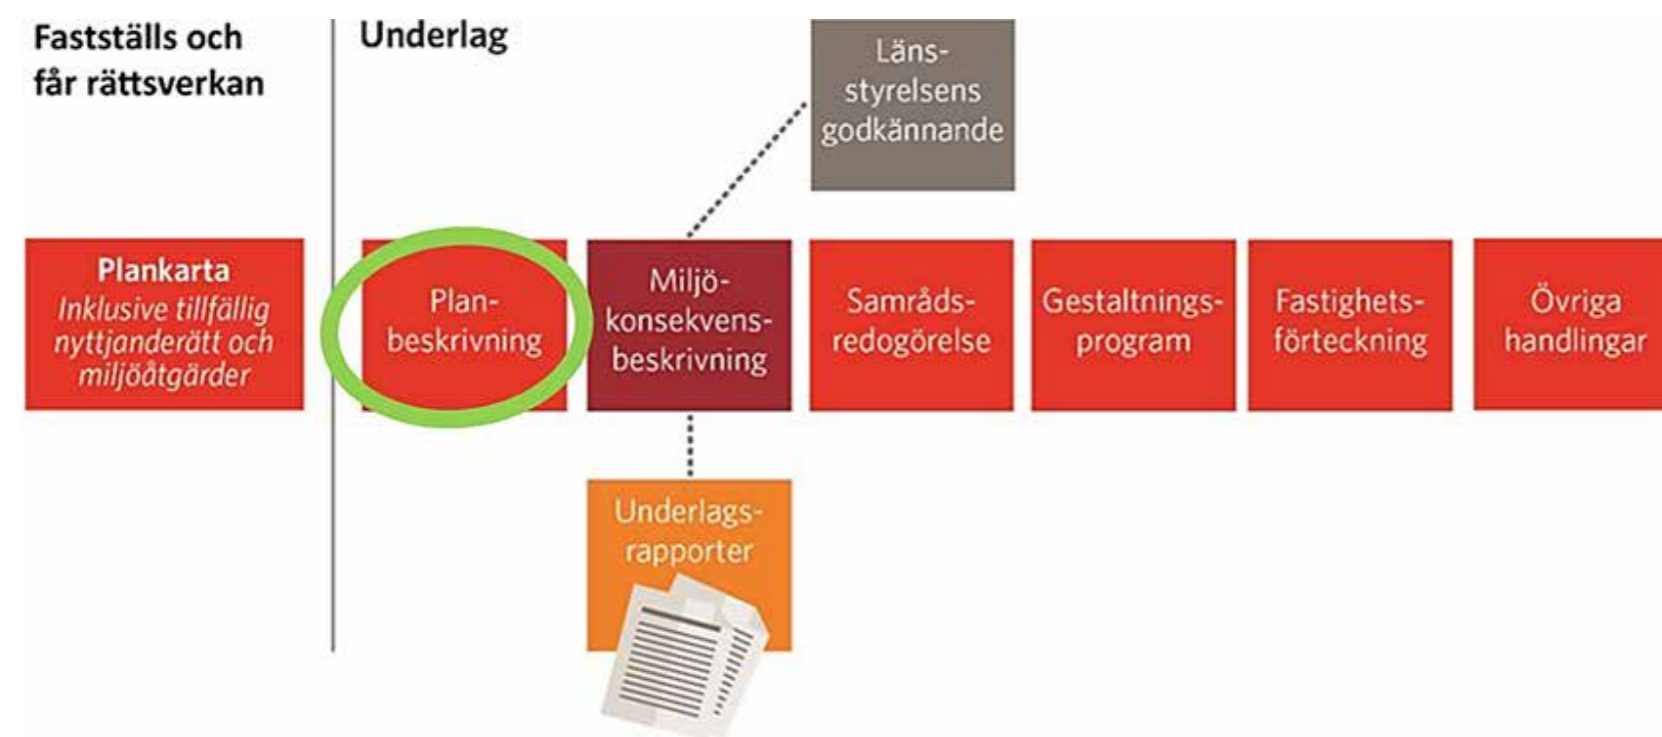 Fastställs och
får rättsverkan
Underlag
Läns-
styrelsens
godkännande
Plankarta
Inklusive tillfällig
nyttjanderätt och
miljöåtgärder
Plan-
beskrivning
Miljö-
konsekvens-
beskrivning
Samråds-
redogörelse
Gestaltnings-
program
Fastighets-
förteckning
Övriga
handlingar
Underlags-
rapporter